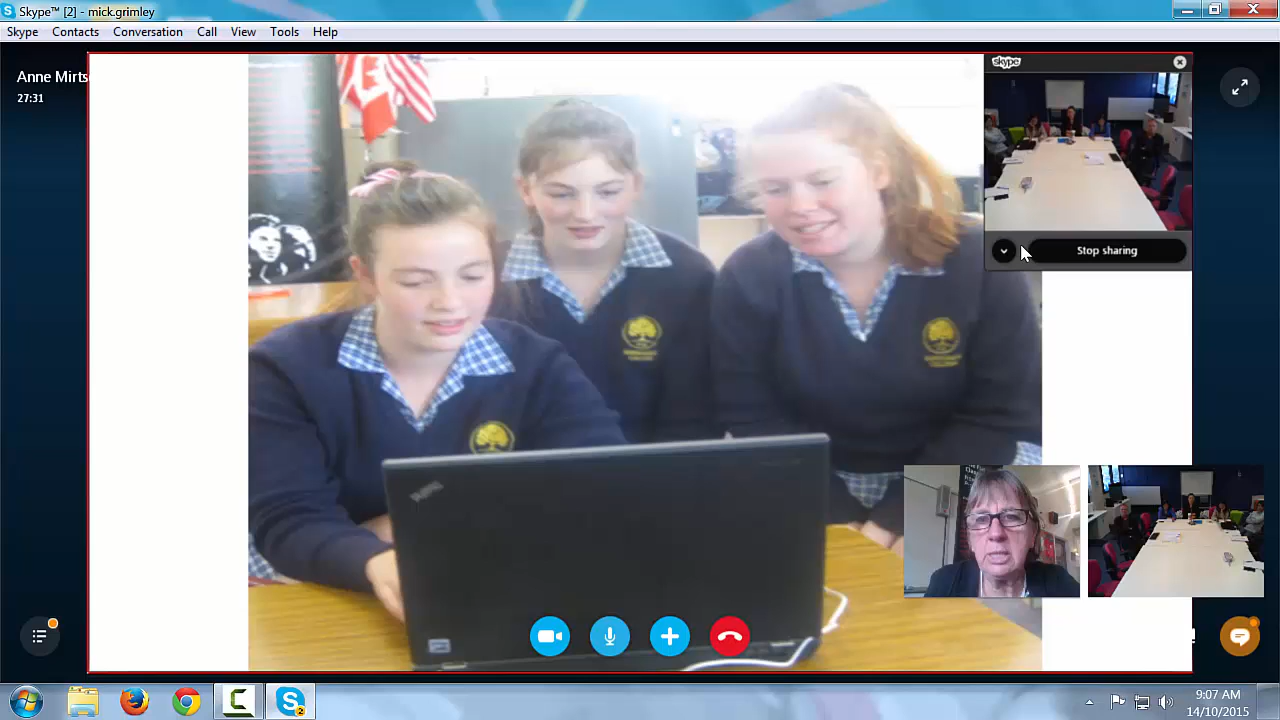 Skype™ [2] - mick.grimley
Skype Contacts Conversation Call View Tools Help
Anne Mirts
27:31
skype
Stop sharing
9:07 AM
14/10/2015
2